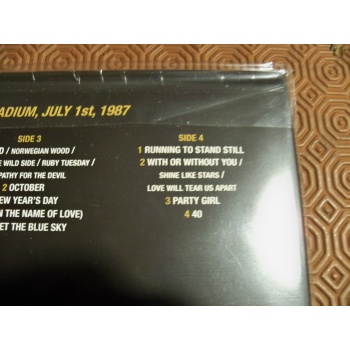 ADIUM, JULY 1st, 1987
SIDE 3
D / NORWEGIAN WOOD /
E WILD SIDE / RUBY TUESDAY /
PATHY FOR THE DEVIL
2 OCTOBER
EW YEAR'S DAY
N THE NAME OF LOVE)
ET THE BLUE SKY
SIDE 4
1 RUNNING TO STAND STILL
2 WITH OR WITHOUT YOU /
SHINE LIKE STARS /
LOVE WILL TEAR US APART
3 PARTY GIRL
4 40